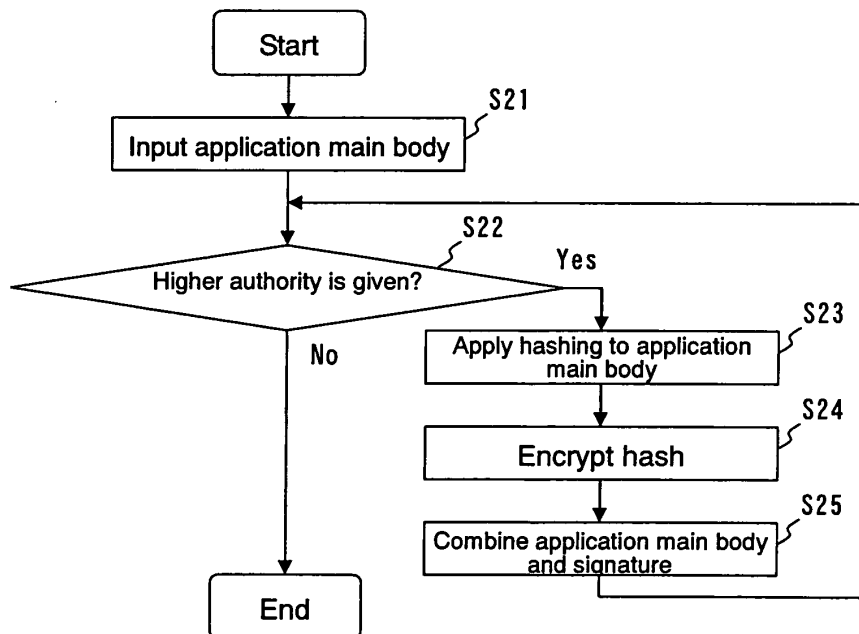 Start
S21
Input application main body
S22
Higher authority is given?
Yes
No
S23
Apply hashing to application
main body
S24
Encrypt hash
S25
Combine application main body
and signature
End